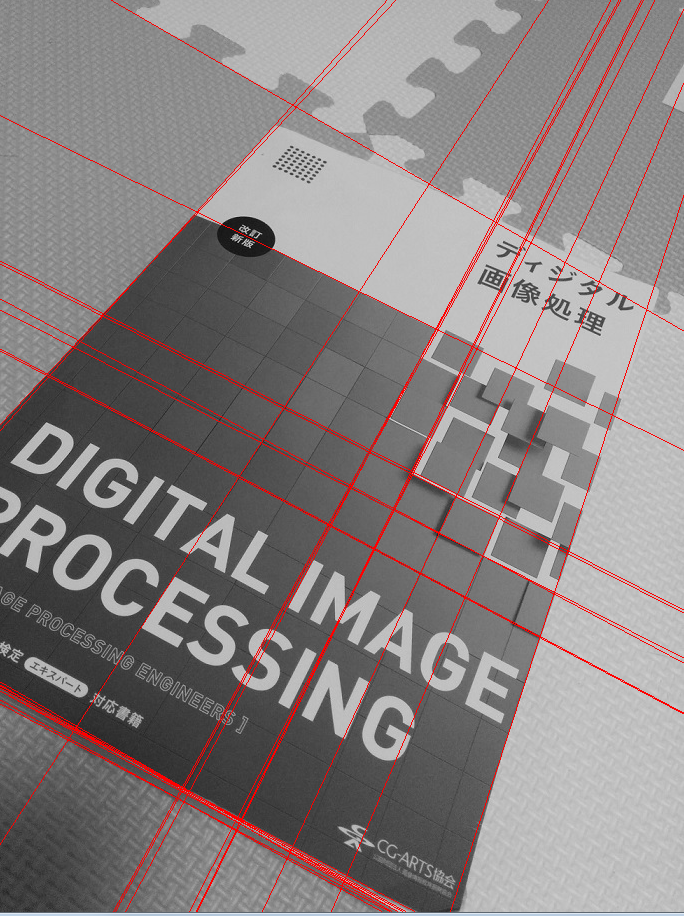 改訂
新版
ディジタル
画像処理
DIGITAL IMAGE
PROCESSING
AGE PROCESSING ENGINEERS ]
検定 エキスパート 対応書籍
CG-ARTS協会